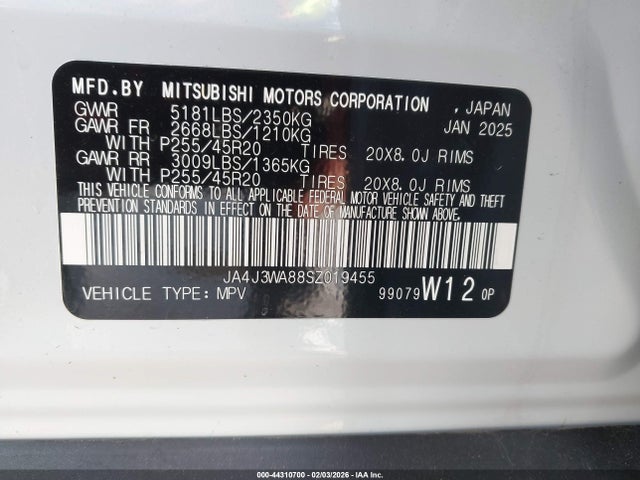 MFD.BY MITSUBISHI MOTORS CORPORATION , JAPAN
GVWR 5181LBS/2350KG JAN 2025
GAWR FR 2668LBS/1210KG
WITH P255/45R20 TIRES 20X8.0J RIMS
GAWR RR 3009LBS/1365KG
WITH P255/45R20 TIRES 20X8.0J RIMS
THIS VEHICLE CONFORMS TO ALL APPLICABLE FEDERAL MOTOR VEHICLE SAFETY AND THEFT
PREVENTION STANDARDS IN EFFECT ON THE DATE OF MANUFACTURE SHOWN ABOVE.
JA4J3WA88SZ019455
VEHICLE TYPE: MPV 99079 W12 0P
000-44310700 - 02/03/2026 - IAA Inc.